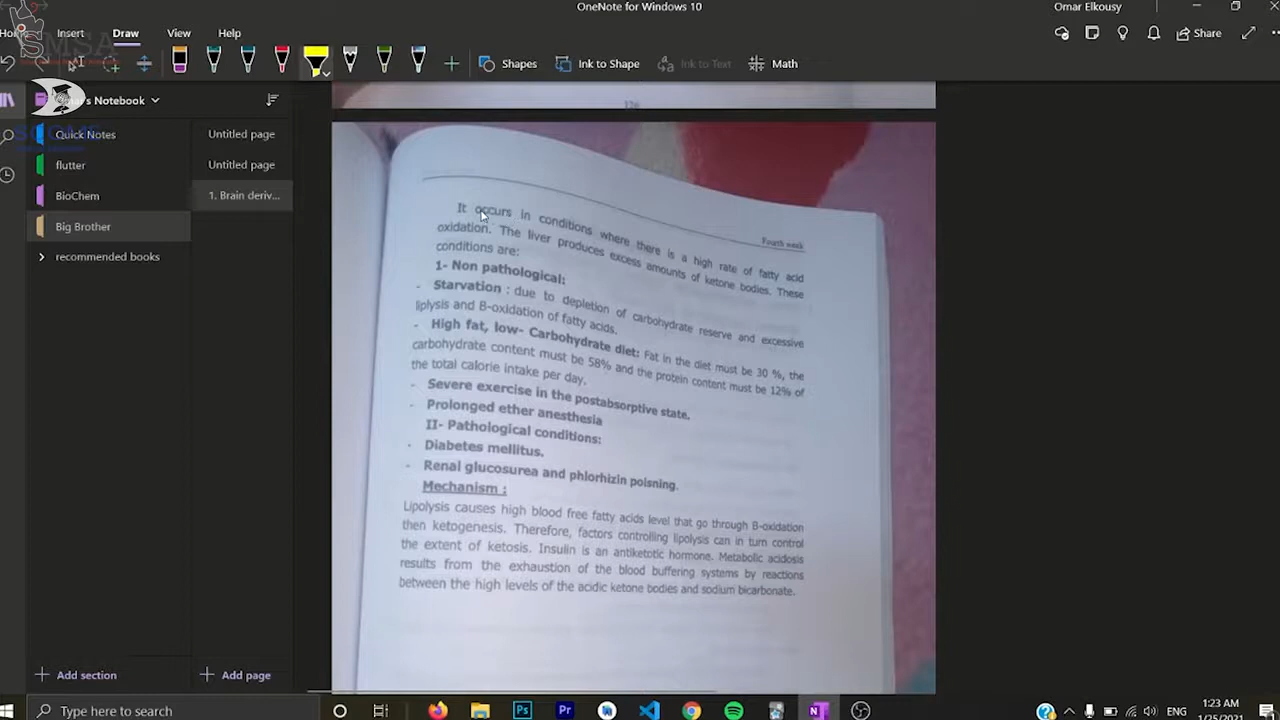 OneNote for Windows 10
Omar Elkousy
Insert
Draw
View
Help
Shapes
Ink to Shape
Ink to Text
Math
Share
SMSA
's Notebook
Quick Notes
flutter
BioChem
Big Brother
recommended books
Untitled page
Untitled page
1. Brain deriv...
126
Fourth week
It occurs in conditions where there is a high rate of fatty acid
oxidation. The liver produces excess amounts of ketone bodies. These
conditions are:
1- Non pathological:
- Starvation : due to depletion of carbohydrate reserve and excessive
liplysis and B-oxidation of fatty acids.
- High fat, low- Carbohydrate diet: Fat in the diet must be 30 %, the
carbohydrate content must be 58% and the protein content must be 12% of
the total calorie intake per day.
- Severe exercise in the postabsorptive state.
- Prolonged ether anesthesia
II- Pathological conditions:
- Diabetes mellitus.
- Renal glucosurea and phlorhizin poisning.
Mechanism :
Lipolysis causes high blood free fatty acids level that go through B-oxidation
then ketogenesis. Therefore, factors controlling lipolysis can in turn control
the extent of ketosis. Insulin is an antiketotic hormone. Metabolic acidosis
results from the exhaustion of the blood buffering systems by reactions
between the high levels of the acidic ketone bodies and sodium bicarbonate.
Add section
Add page
Type here to search
Ps
Pr
N
ENG
1:23 AM
1/25/2021